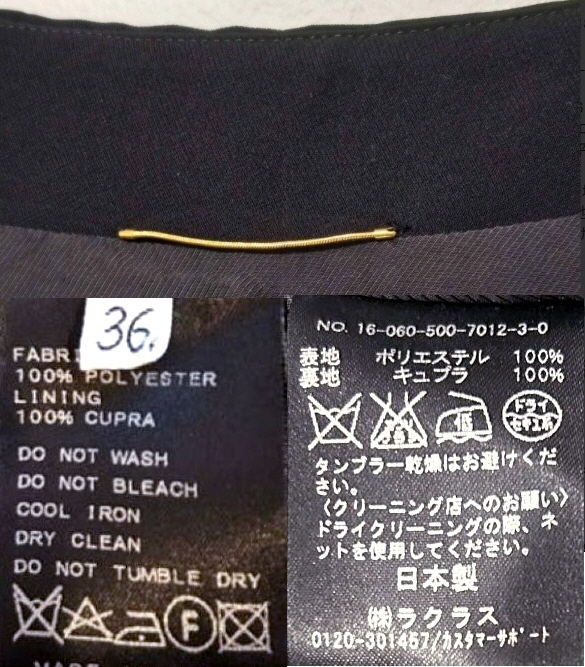 36.
FABRI
100% POLYESTER
LINING
100% CUPRA
DO NOT WASH
DO NOT BLEACH
COOL IRON
DRY CLEAN
DO NOT TUMBLE DRY
F
MADE
NO. 16-060-500-7012-3-0
表地 ポリエステル 100%
裏地 キュプラ 100%
低 ドライ
セキユ系
タンブラー乾燥はお避けくだ
さい。
〈クリーニング店へのお願い〉
ドライクリーニングの際、ネ
ットを使用してください。
日本製
㈱ラクラス
0120-301457/カスタマーサポート